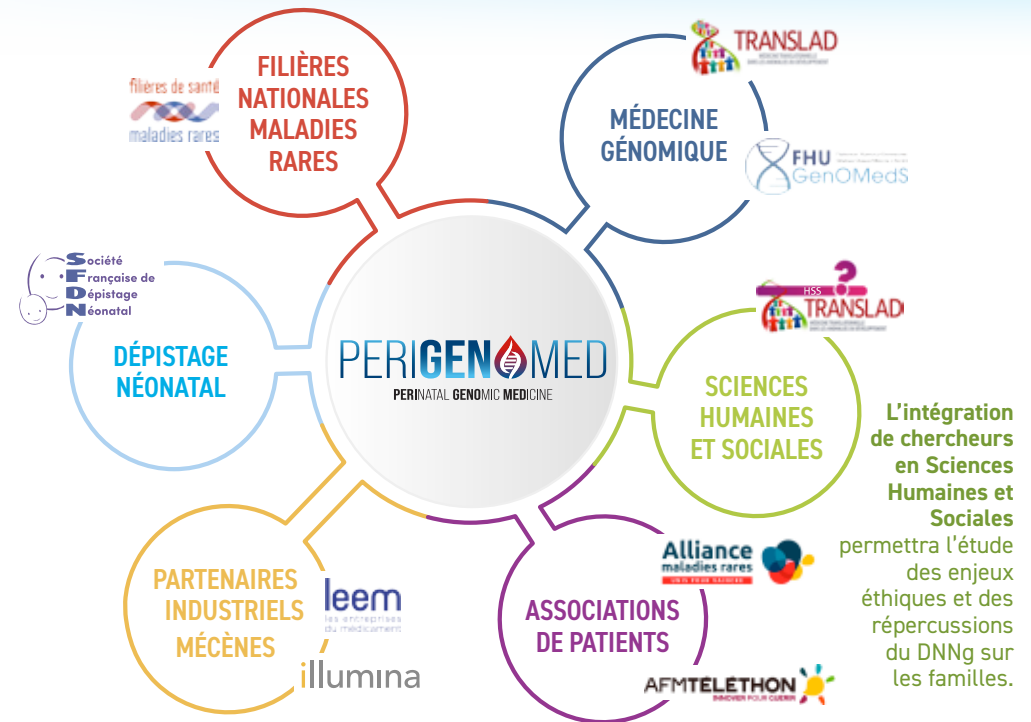 FILIÈRES
NATIONALES
MALADIES
RARES
filières de santé
maladies rares
TRANSLAD
MÉDECINE
GÉNOMIQUE
FHU
GenOMedS
Société
Française de
Dépistage
Néonatal
DÉPISTAGE
NÉONATAL
PERIGENOMED
PERINATAL GENOMIC MEDICINE
HSS
TRANSLAD
SCIENCES
HUMAINES
ET SOCIALES
L'intégration
de chercheurs
en Sciences
Humaines et
Sociales
permettra l'étude
des enjeux
éthiques et des
répercussions
du DNNg sur
les familles.
PARTENAIRES
INDUSTRIELS
MÉCÈNES
leem
les entreprises
du médicament
illumina
ASSOCIATIONS
DE PATIENTS
Alliance
maladies rares
AFMTÉLÉTHON
INNOVER POUR GUÉRIR